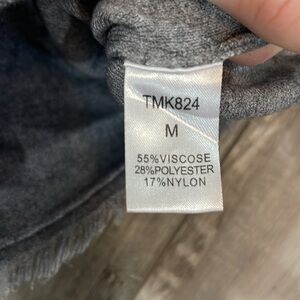 TMK824
M
55%VISCOSE
28%POLYESTER
17%NYLON